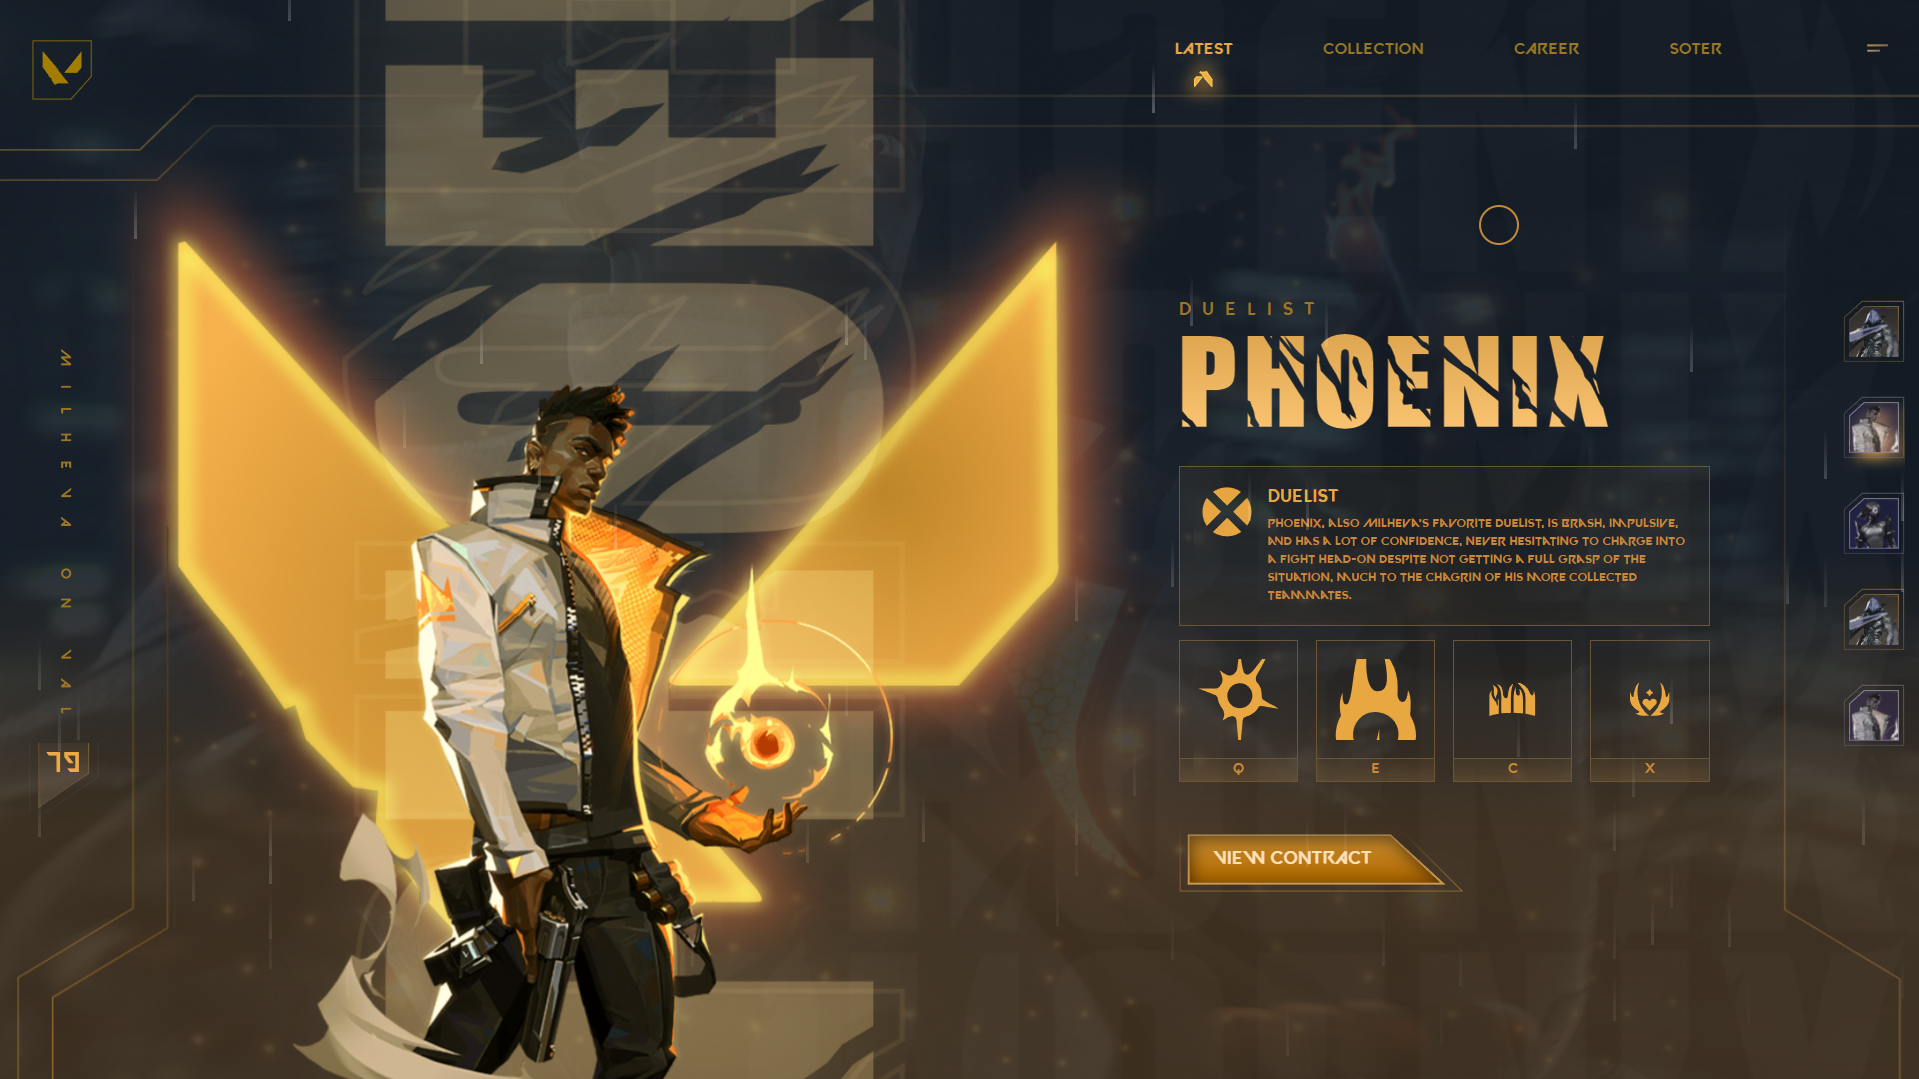 LATEST
COLLECTION
CAREER
SOTER
MILHEVA ON VAL
79
DUELIST
PHOENIX
DUELIST
PHOENIX, ALSO MILHEVA'S FAVORITE DUELIST, IS BRASH, IMPULSIVE,
AND HAS A LOT OF CONFIDENCE, NEVER HESITATING TO CHARGE INTO
A FIGHT HEAD-ON DESPITE NOT GETTING A FULL GRASP OF THE
SITUATION, MUCH TO THE CHAGRIN OF HIS MORE COLLECTED
TEAMMATES.
Q
E
C
X
VIEW CONTRACT